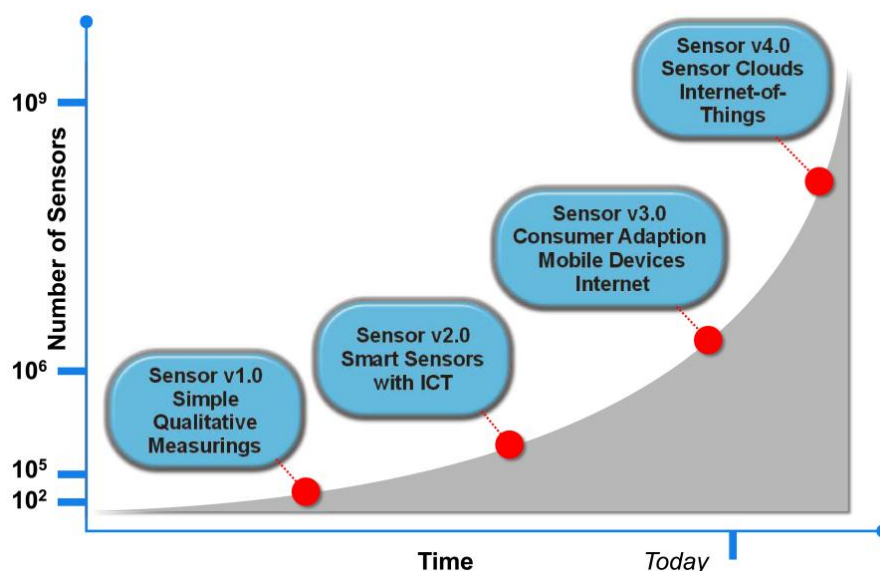 Sensor v4.0
Sensor Clouds
Internet-of-
Things
10⁹
Number of Sensors
Sensor v3.0
Consumer Adaption
Mobile Devices
Internet
Sensor v2.0
Smart Sensors
with ICT
10⁶
Sensor v1.0
Simple
Qualitative
Measurings
10⁵
10²
Time
Today